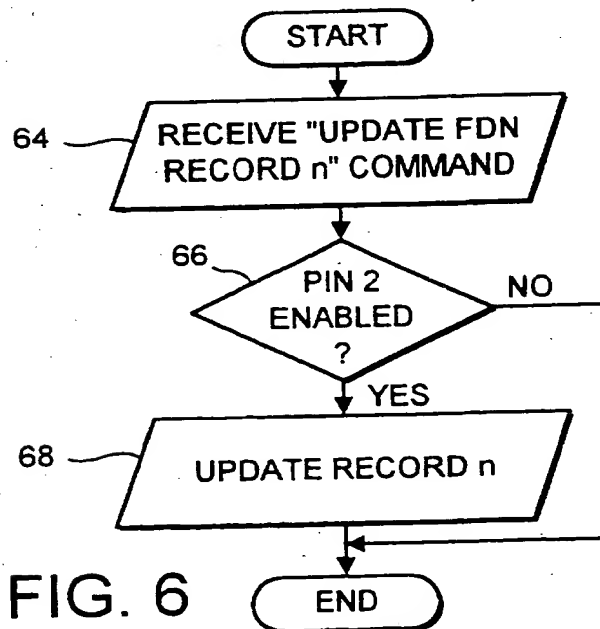 START
64
RECEIVE "UPDATE FDN
RECORD n" COMMAND
66
PIN 2
ENABLED
?
NO
YES
68
UPDATE RECORD n
END
FIG. 6